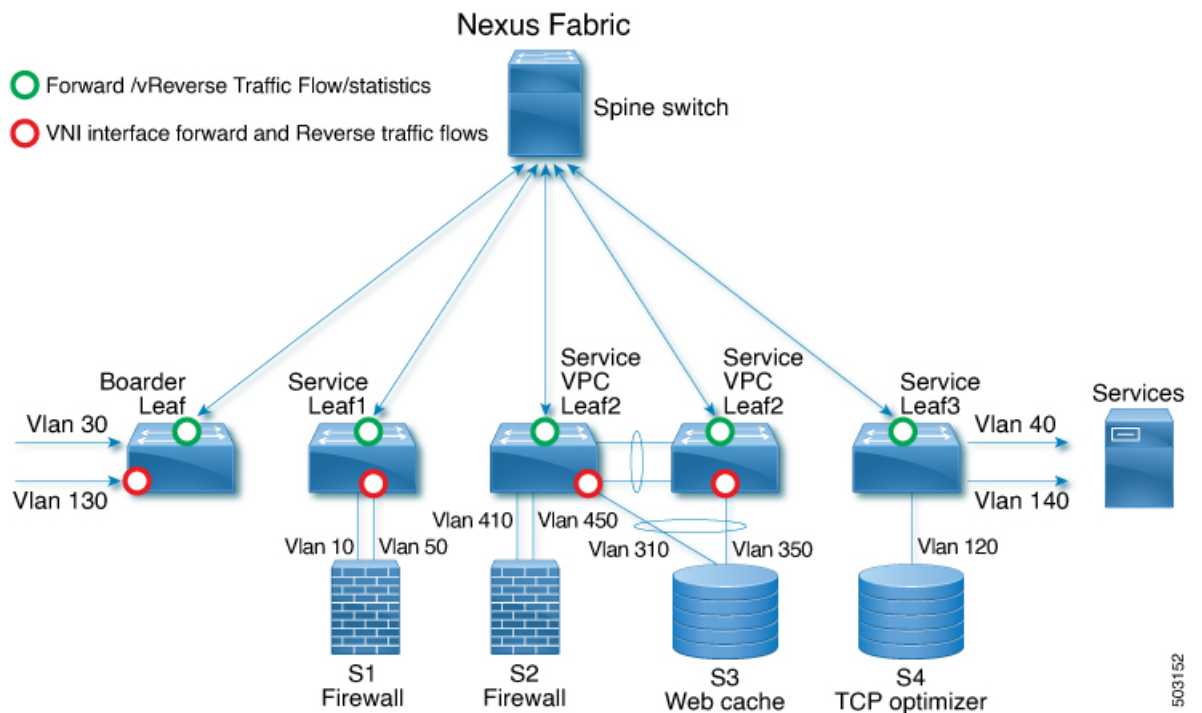 Nexus Fabric
Forward /vReverse Traffic Flow/statistics
VNI interface forward and Reverse traffic flows
Spine switch
Boarder
Leaf
Service
Leaf1
Service
VPC
Leaf2
Service
VPC
Leaf2
Service
Leaf3
Services
Vlan 30
Vlan 130
Vlan 40
Vlan 140
Vlan 10
Vlan 50
Vlan 410
Vlan 450
Vlan 310
Vlan 350
Vlan 120
S1
Firewall
S2
Firewall
S3
Web cache
S4
TCP optimizer
503152